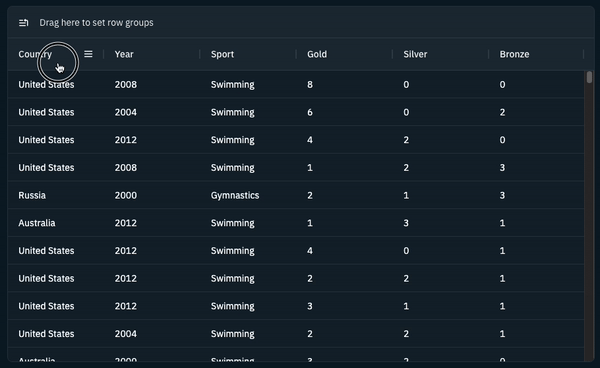 Drag here to set row groups
Country Year Sport Gold Silver Bronze
United States 2008 Swimming 8 0 0
United States 2004 Swimming 6 0 2
United States 2012 Swimming 4 2 0
United States 2008 Swimming 1 2 3
Russia 2000 Gymnastics 2 1 3
Australia 2012 Swimming 1 3 1
United States 2012 Swimming 4 0 1
United States 2012 Swimming 2 2 1
United States 2012 Swimming 3 1 1
United States 2004 Swimming 2 2 1
Australia 2000 Swimming 3 2 0